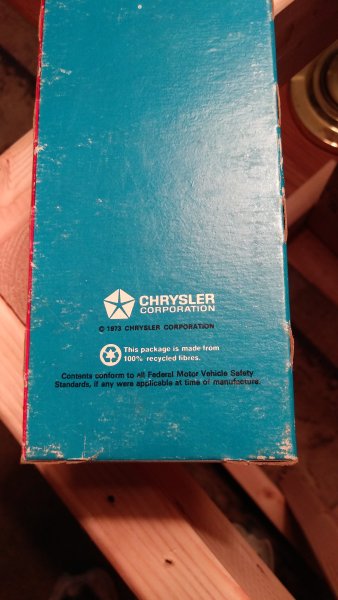 CHRYSLER
CORPORATION
© 1973 CHRYSLER CORPORATION
This package is made from
100% recycled fibres.
Contents conform to all Federal Motor Vehicle Safety
Standards, if any were applicable at time of manufacture.